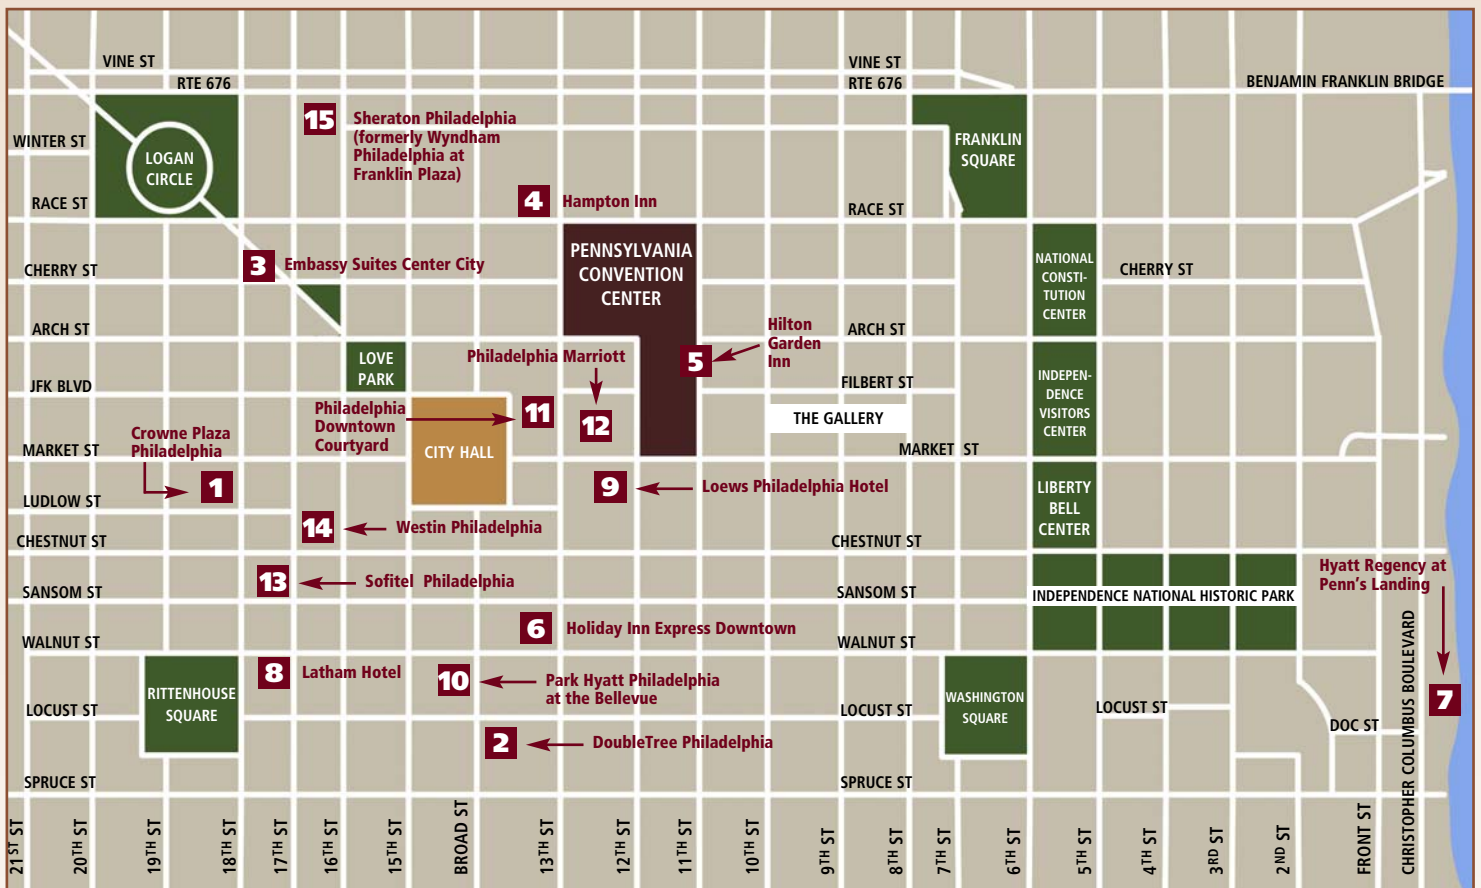 VINE ST
VINE ST
RTE 676
RTE 676
BENJAMIN FRANKLIN BRIDGE
15
Sheraton Philadelphia
(formerly Wyndham
Philadelphia at
Franklin Plaza)
WINTER ST
LOGAN
CIRCLE
FRANKLIN
SQUARE
RACE ST
4
Hampton Inn
RACE ST
3
Embassy Suites Center City
CHERRY ST
PENNSYLVANIA
CONVENTION
CENTER
NATIONAL
CONSTI-
TUTION
CENTER
CHERRY ST
ARCH ST
Hilton
Garden
Inn
5
ARCH ST
LOVE
PARK
Philadelphia Marriott
JFK BLVD
FILBERT ST
INDEPEN-
DENCE
VISITORS
CENTER
Philadelphia
Downtown
Courtyard
11
12
THE GALLERY
Crowne Plaza
Philadelphia
CITY HALL
MARKET ST
MARKET ST
1
9
Loews Philadelphia Hotel
LIBERTY
BELL
CENTER
LUDLOW ST
14
Westin Philadelphia
CHESTNUT ST
CHESTNUT ST
13
Sofitel Philadelphia
Hyatt Regency at
Penn's Landing
SANSOM ST
SANSOM ST
INDEPENDENCE NATIONAL HISTORIC PARK
6
Holiday Inn Express Downtown
WALNUT ST
WALNUT ST
8
Latham Hotel
10
Park Hyatt Philadelphia
at the Bellevue
RITTENHOUSE
SQUARE
WASHINGTON
SQUARE
7
LOCUST ST
LOCUST ST
LOCUST ST
DOC ST
2
DoubleTree Philadelphia
SPRUCE ST
SPRUCE ST
21ST ST
20TH ST
19TH ST
18TH ST
17TH ST
16TH ST
15TH ST
BROAD ST
13TH ST
12TH ST
11TH ST
10TH ST
9TH ST
8TH ST
7TH ST
6TH ST
5TH ST
4TH ST
3RD ST
2ND ST
FRONT ST
CHRISTOPHER COLUMBUS BOULEVARD